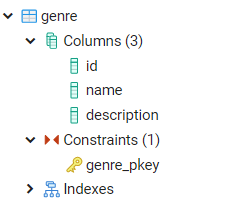 genre
Columns (3)
id
name
description
Constraints (1)
genre_pkey
Indexes